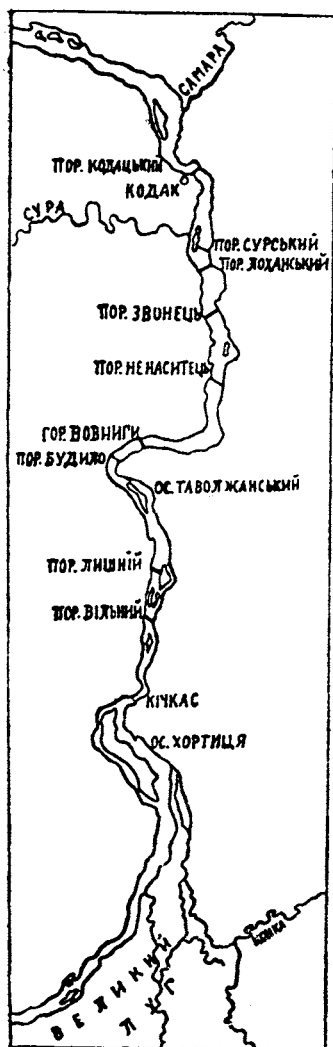 САМАРА
ПОР. КОДАЦЬКИЙ
КОДАК
СУРА
ПОР. СУРСЬКИЙ
ПОР. ЛОХАНСЬКИЙ
ПОР. ЗВОНЕЦЬ
ПОР. НЕНАСИТЕЦЬ
ГОР. ВОВНИГИ
ПОР. БУДИЛО
ОС. ТАВОЛЖАНСЬКИЙ
ПОР. ЛИШНІЙ
ПОР. ВІЛЬНИЙ
КІЧКАС
ОС. ХОРТИЦЯ
ВЕЛИКИЙ
ЛУГ